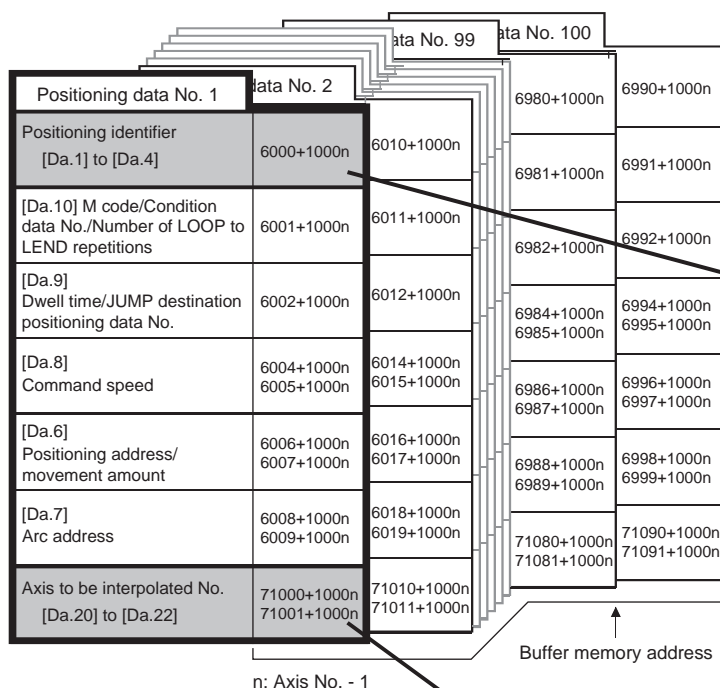 Positioning data No. 1
data No. 2
ata No. 99
ata No. 100
Positioning identifier
[Da.1] to [Da.4]
6000+1000n
6010+1000n
6980+1000n
6990+1000n
[Da.10] M code/Condition
data No./Number of LOOP to
LEND repetitions
6001+1000n
6011+1000n
6981+1000n
6991+1000n
[Da.9]
Dwell time/JUMP destination
positioning data No.
6002+1000n
6012+1000n
6982+1000n
6992+1000n
[Da.8]
Command speed
6004+1000n
6005+1000n
6014+1000n
6015+1000n
6984+1000n
6985+1000n
6994+1000n
6995+1000n
[Da.6]
Positioning address/
movement amount
6006+1000n
6007+1000n
6016+1000n
6017+1000n
6986+1000n
6987+1000n
6996+1000n
6997+1000n
[Da.7]
Arc address
6008+1000n
6009+1000n
6018+1000n
6019+1000n
6988+1000n
6989+1000n
6998+1000n
6999+1000n
Axis to be interpolated No.
[Da.20] to [Da.22]
71000+1000n
71001+1000n
71010+1000n
71011+1000n
71080+1000n
71081+1000n
71090+1000n
71091+1000n
Buffer memory address
n: Axis No. - 1